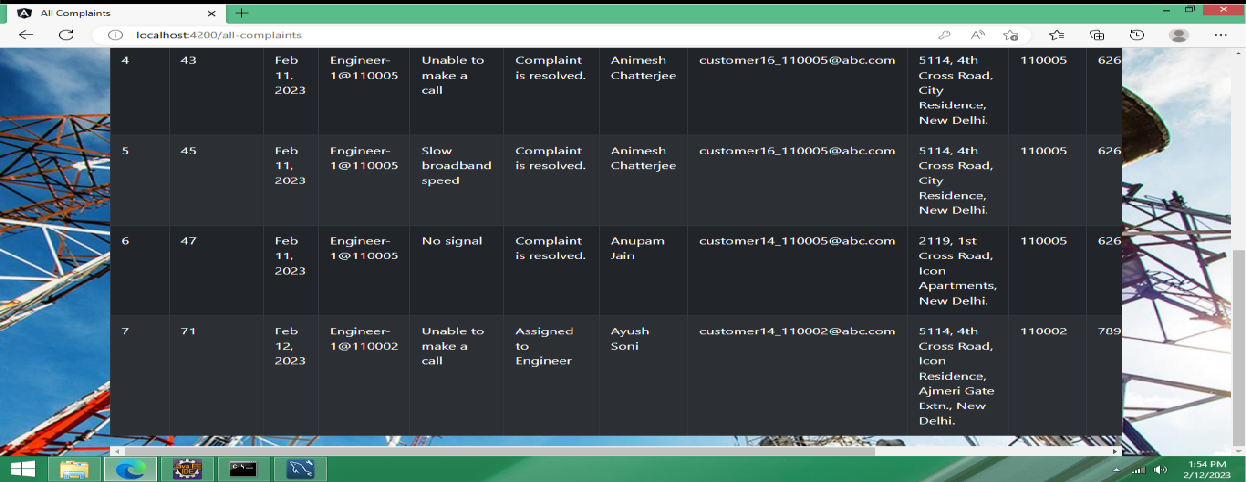 All Complaints
localhost:4200/all-complaints
4 43 Feb Engineer- Unable to Complaint Animesh customer16_110005@abc.com 5114, 4th 110005 626
11, 1@110005 make a is resolved. Chatterjee Cross Road,
2023 call City
Residence,
New Delhi.
5 45 Feb Engineer- Slow Complaint Animesh customer16_110005@abc.com 5114, 4th 110005 626
11, 1@110005 broadband is resolved. Chatterjee Cross Road,
2023 speed City
Residence,
New Delhi.
6 47 Feb Engineer- No signal Complaint Anupam customer14_110005@abc.com 2119, 1st 110005 626
11, 1@110005 is resolved. Jain Cross Road,
2023 Icon
Apartments,
New Delhi.
7 71 Feb Engineer- Unable to Assigned Ayush customer14_110002@abc.com 5114, 4th 110002 789
12, 1@110002 make a to Soni Cross Road,
2023 call Engineer Icon
Residence,
Ajmeri Gate
Extn., New
Delhi.
Java EE
IDE
1:54 PM
2/12/2023